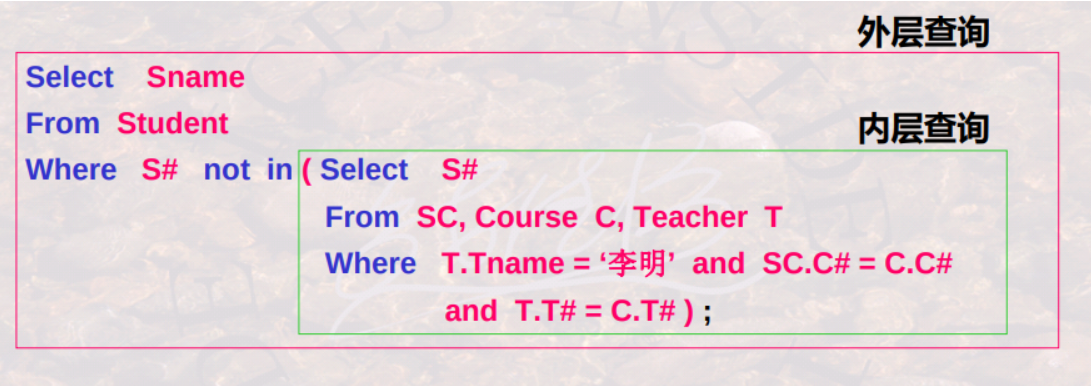 外层查询
Select Sname
From Student
内层查询
Where S# not in ( Select S#
From SC, Course C, Teacher T
Where T.Tname = ‘李明’ and SC.C# = C.C#
and T.T# = C.T# ) ;